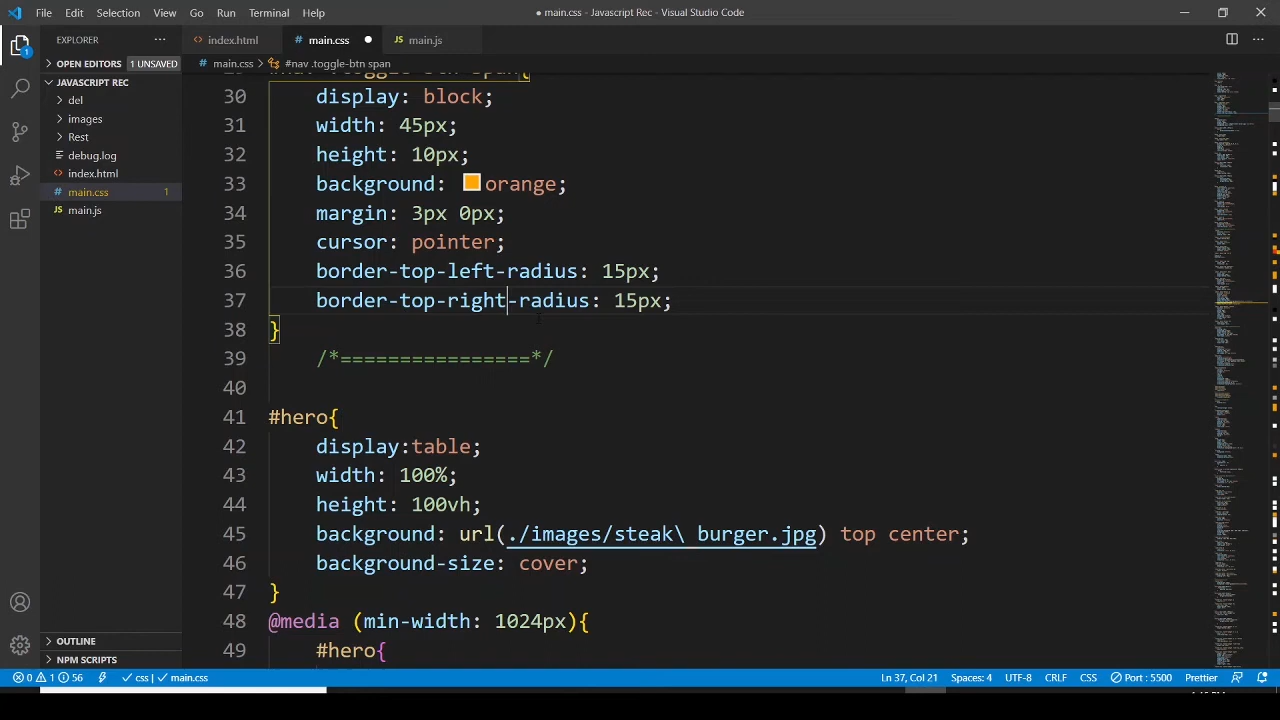 File Edit Selection View Go Run Terminal Help
● main.css - Javascript Rec - Visual Studio Code
EXPLORER ···
index.html
main.css ●
main.js
OPEN EDITORS 1 UNSAVED
main.css > #nav .toggle-btn span
JAVASCRIPT REC
del
images
Rest
debug.log
index.html
main.css 1
main.js
30 display: block;
31 width: 45px;
32 height: 10px;
33 background: orange;
34 margin: 3px 0px;
35 cursor: pointer;
36 border-top-left-radius: 15px;
37 border-top-right-radius: 15px;
38 }
39 /*================*/
40
41 #hero{
42 display:table;
43 width: 100%;
44 height: 100vh;
45 background: url(./images/steak\ burger.jpg) top center;
46 background-size: cover;
47 }
48 @media (min-width: 1024px){
49 #hero{
OUTLINE
NPM SCRIPTS
0 1 56 css | main.css Ln 37, Col 21 Spaces: 4 UTF-8 CRLF CSS Port : 5500 Prettier